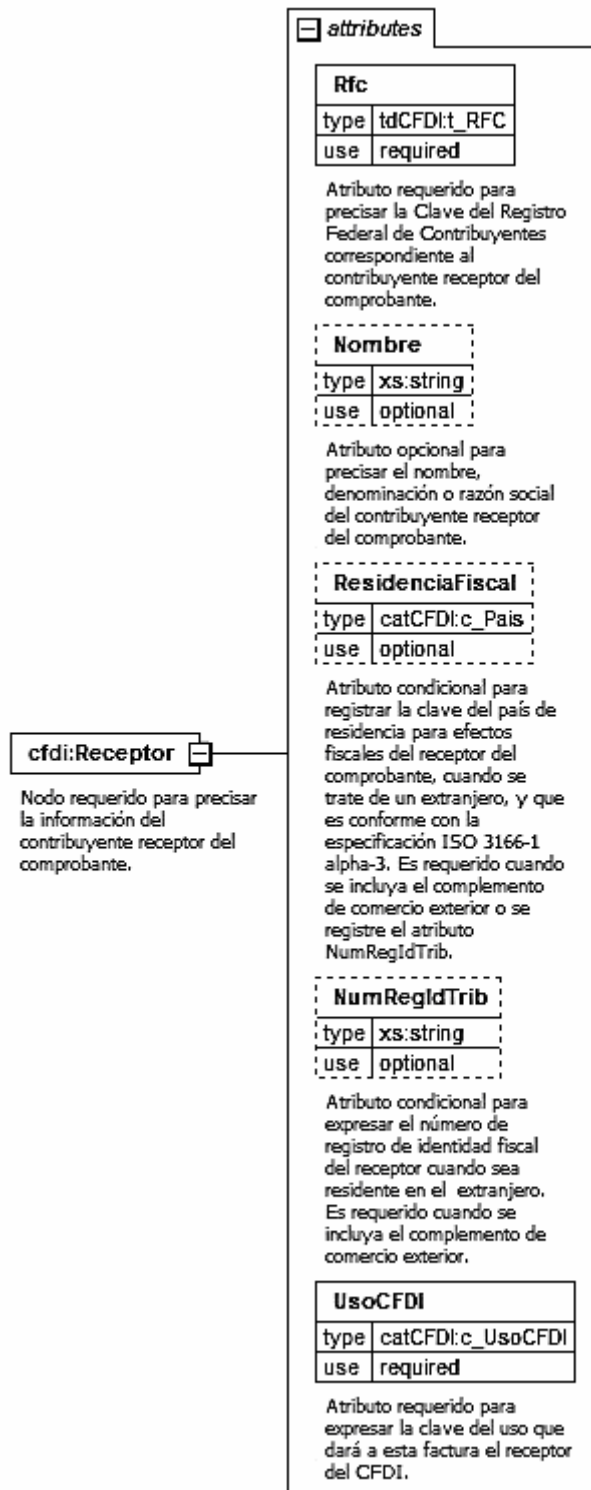 attributes
Rfc
type tdCFDI:t_RFC
use required
Atributo requerido para
precisar la Clave del Registro
Federal de Contribuyentes
correspondiente al
contribuyente receptor del
comprobante.
Nombre
type xs:string
use optional
Atributo opcional para
precisar el nombre,
denominación o razón social
del contribuyente receptor
del comprobante.
ResidenciaFiscal
type catCFDI:c_Pais
use optional
Atributo condicional para
registrar la clave del país de
residencia para efectos
fiscales del receptor del
comprobante, cuando se
trate de un extranjero, y que
es conforme con la
especificación ISO 3166-1
alpha-3. Es requerido cuando
se incluya el complemento
de comercio exterior o se
registre el atributo
NumRegIdTrib.
cfdi:Receptor
Nodo requerido para precisar
la información del
contribuyente receptor del
comprobante.
NumRegIdTrib
type xs:string
use optional
Atributo condicional para
expresar el número de
registro de identidad fiscal
del receptor cuando sea
residente en el extranjero.
Es requerido cuando se
incluya el complemento de
comercio exterior.
UsoCFDI
type catCFDI:c_UsoCFDI
use required
Atributo requerido para
expresar la clave del uso que
dará a esta factura el receptor
del CFDI.